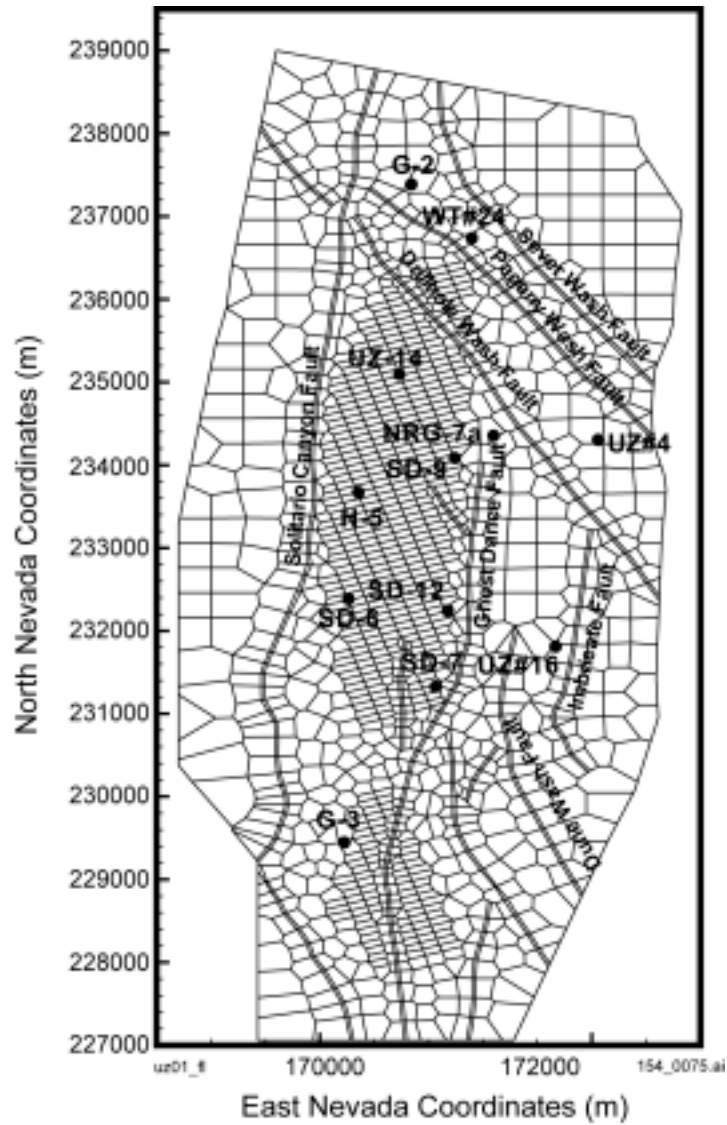 239000
238000
237000
236000
235000
234000
233000
232000
231000
230000
229000
228000
227000
North Nevada Coordinates (m)
G-2
WT#24
Sever Wash Fault
Pagany Wash Fault
Drillhole Wash Fault
UZ-14
Solitario Canyon Fault
NRG-7a
UZ#4
SD-9
Ghost Dance Fault
H-5
SD-12
SD-6
Imbricate Fault
SD-7
UZ#16
Dune Wash Fault
G-3
170000
172000
uz01_fl
154_0075.ai
East Nevada Coordinates (m)